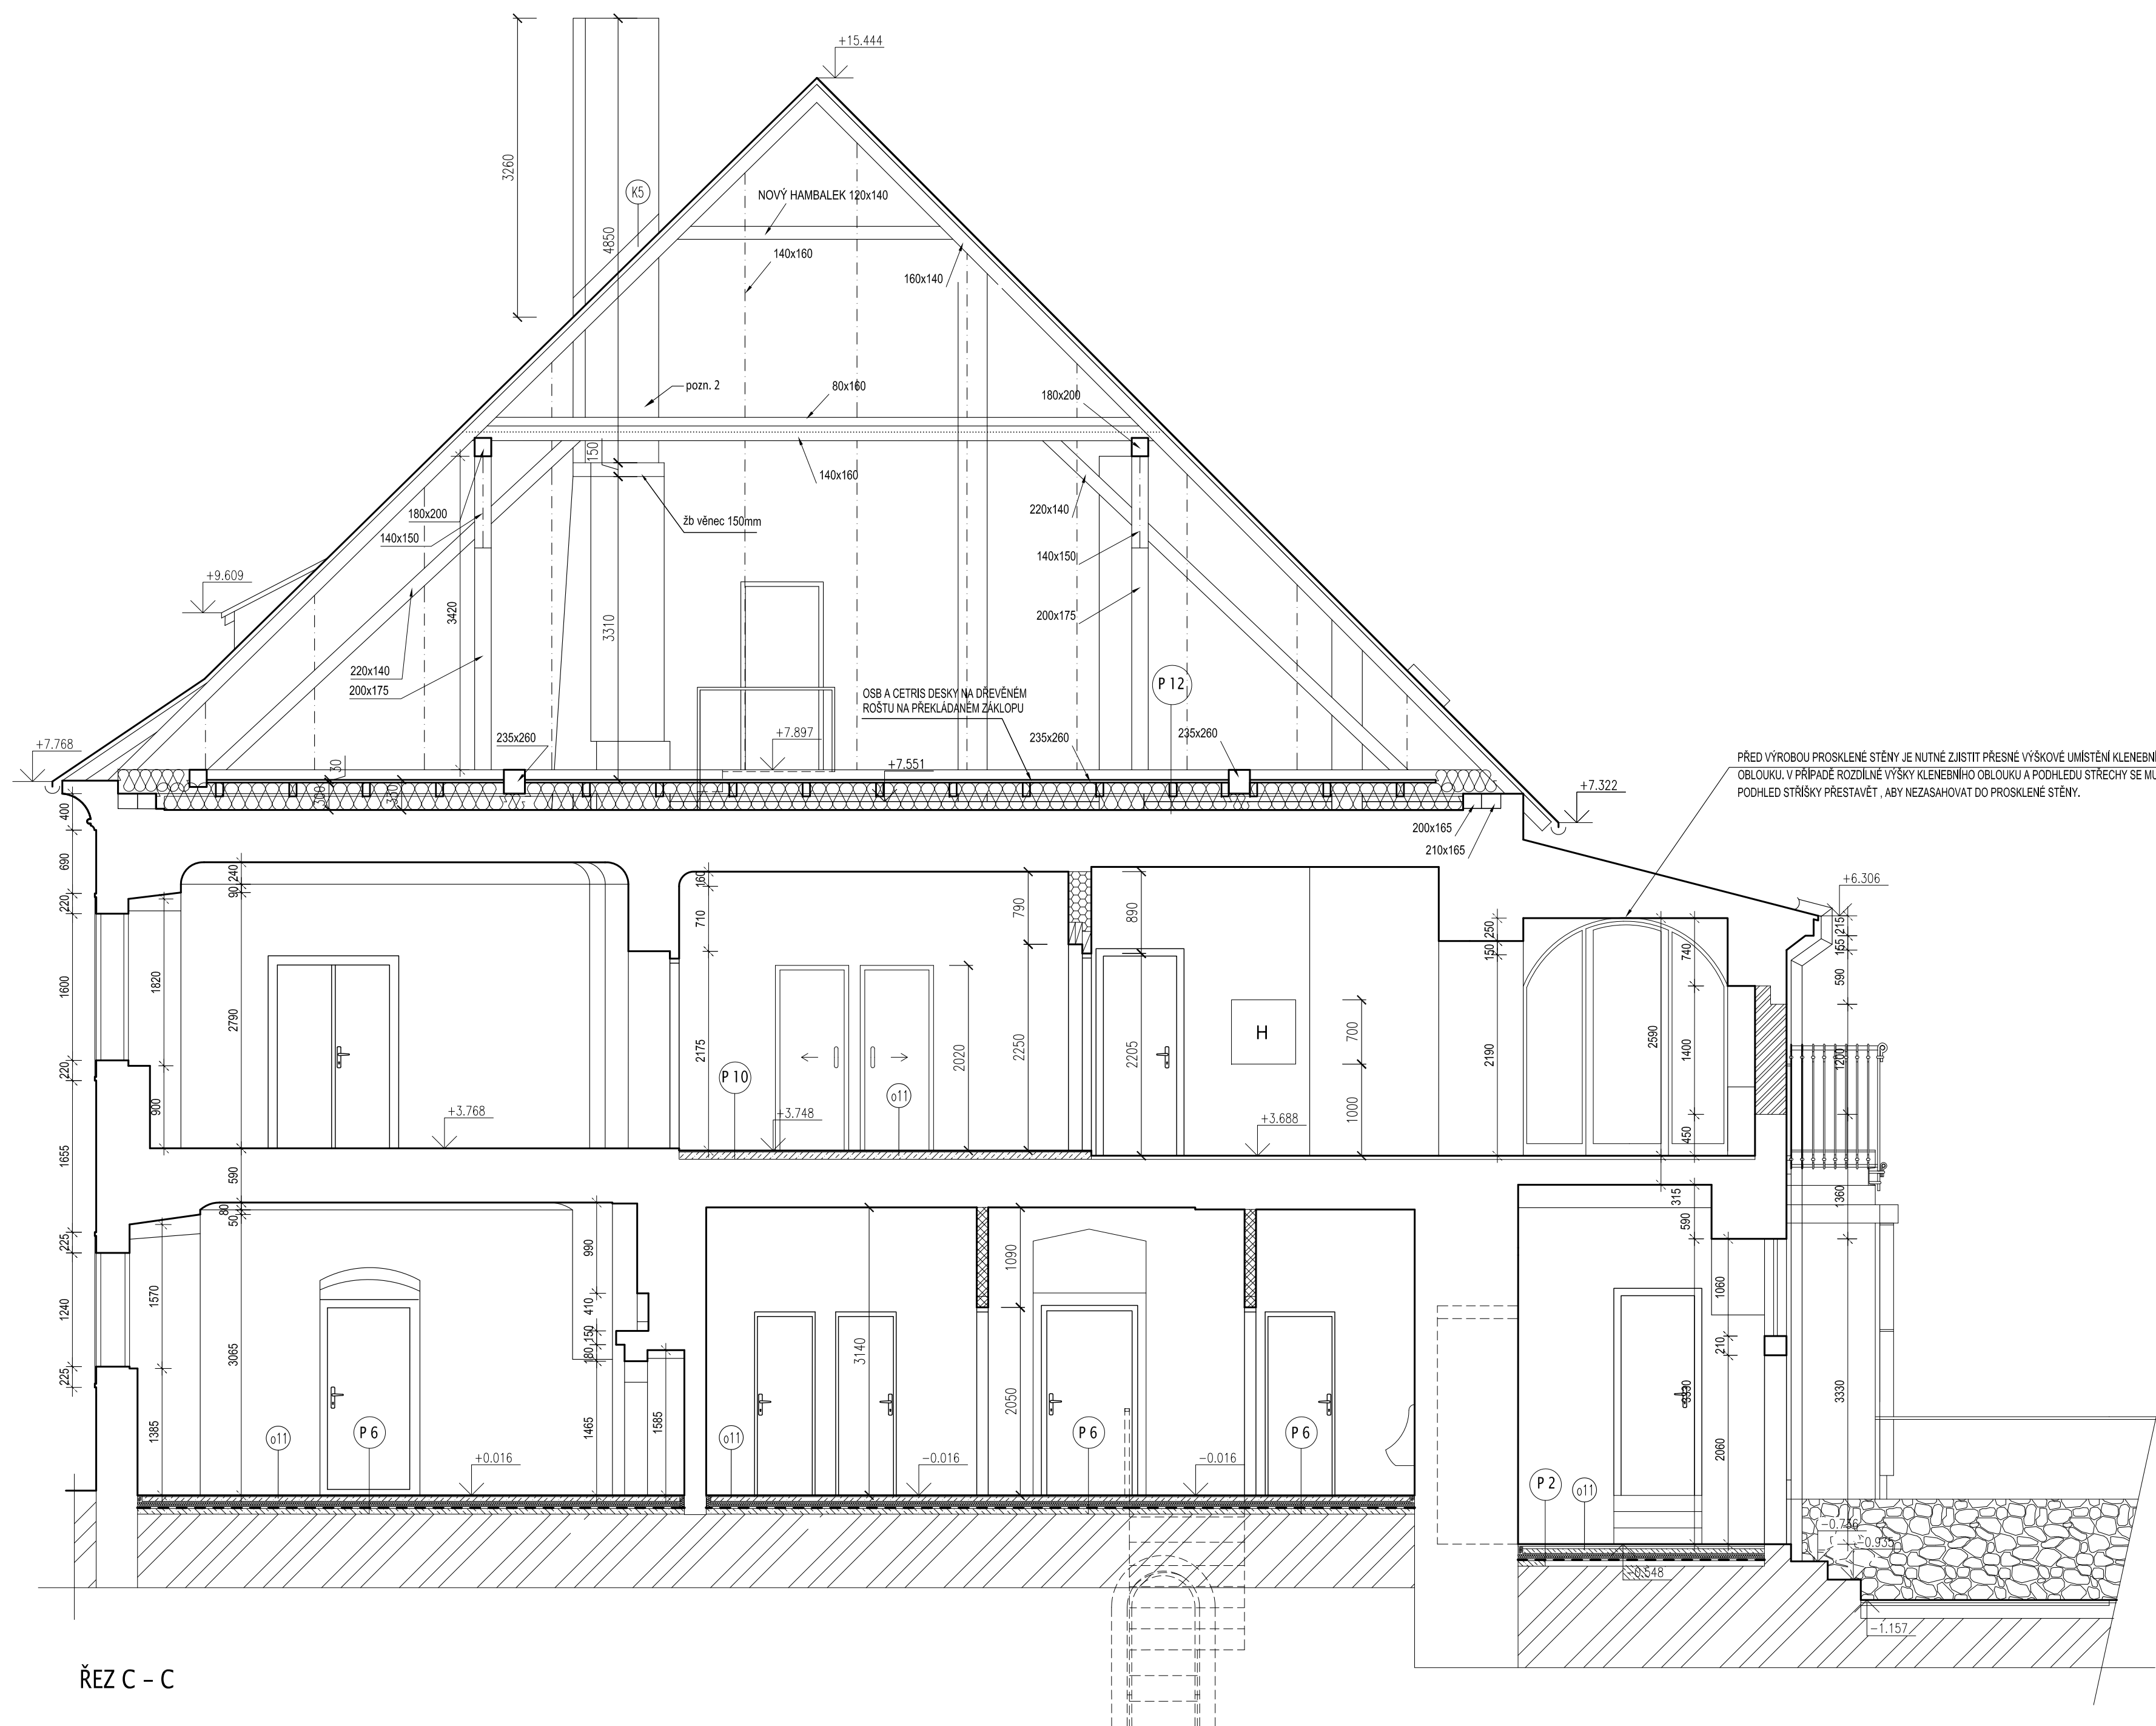 +15.444
3260
K5
4850
NOVÝ HAMBALEK 120x140
140x160
160x140
pozn. 2
80x160
180x200
150
140x160
180x200
140x150
žb věnec 150mm
220x140
140x150
+9.609
3420
3310
200x175
220x140
200x175
P 12
OSB A CETRIS DESKY NA DŘEVĚNÉM
ROŠTU NA PŘEKLÁDANÉM ZÁKLOPU
+7.768
235x260
+7.897
235x260
235x260
30
+7.551
PŘED VÝROBOU PROSKLENÉ STĚNY JE NUTNÉ ZJISTIT PŘESNÉ VÝŠKOVÉ UMÍSTĚNÍ KLENEBNÍ
OBLOUKU. V PŘÍPADĚ ROZDÍLNÉ VÝŠKY KLENEBNÍHO OBLOUKU A PODHLEDU STŘECHY SE MU
PODHLED STŘÍŠKY PŘESTAVĚT , ABY NEZASAHOVAT DO PROSKLENÉ STĚNY.
+7.322
400
200x165
210x165
690
240
90
160
790
890
+6.306
220
710
250
150
740
215
155
590
1600
1820
2790
2175
2020
2250
2205
H
700
2190
2590
1400
1200
P 10
o11
220
900
+3.768
+3.748
+3.688
1000
450
1655
590
80
50
315
590
1360
225
990
1090
1570
410
1060
1240
150
180
3140
210
3065
225
1385
o11
P 6
1465
1585
o11
2050
P 6
P 6
3330
2060
3330
+0.016
-0.016
-0.016
P 2
o11
-0.736
-0.935
-0.548
-1.157
ŘEZ C – C